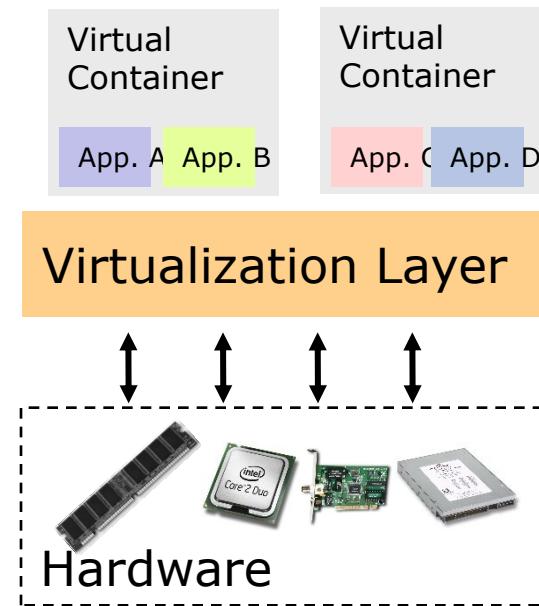 Virtual
Container
Virtual
Container
App. A
App. B
App. C
App. D
Virtualization Layer
intel
Core 2 Duo
Hardware